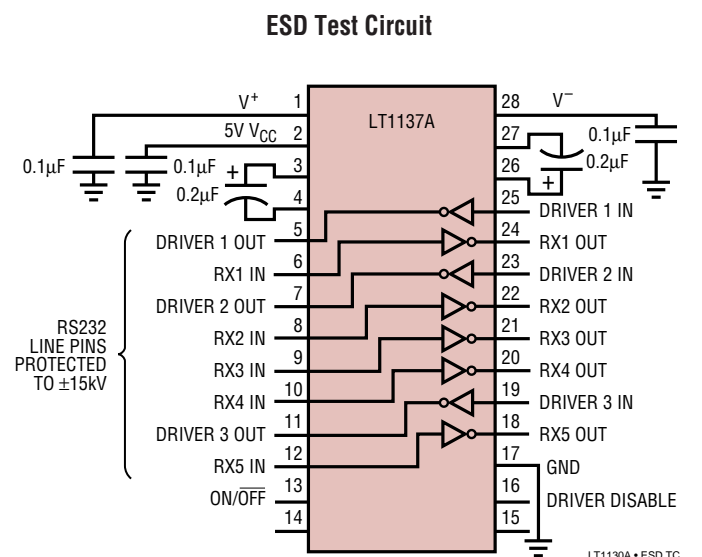 ESD Test Circuit
LT1137A
V+ 1
5V VCC 2
3
4
5
6
7
8
9
10
11
12
13
14
28 V–
27
26
25
24
23
22
21
20
19
18
17
16
15
0.1µF
0.1µF
+
0.2µF
0.1µF
0.2µF
+
DRIVER 1 OUT
RX1 IN
DRIVER 2 OUT
RX2 IN
RX3 IN
RX4 IN
DRIVER 3 OUT
RX5 IN
ON/OFF
RS232
LINE PINS
PROTECTED
TO ±15kV
DRIVER 1 IN
RX1 OUT
DRIVER 2 IN
RX2 OUT
RX3 OUT
RX4 OUT
DRIVER 3 IN
RX5 OUT
GND
DRIVER DISABLE
LT1130A • ESD TC